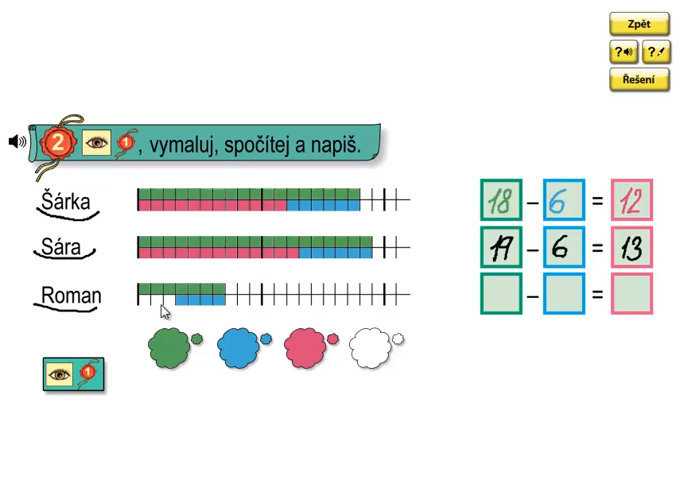 Zpět
?
?
Řešení
2 1 , vymaluj, spočítej a napiš.
Šárka
18 – 6 = 12
Sára
19 – 6 = 13
Roman
– =
1